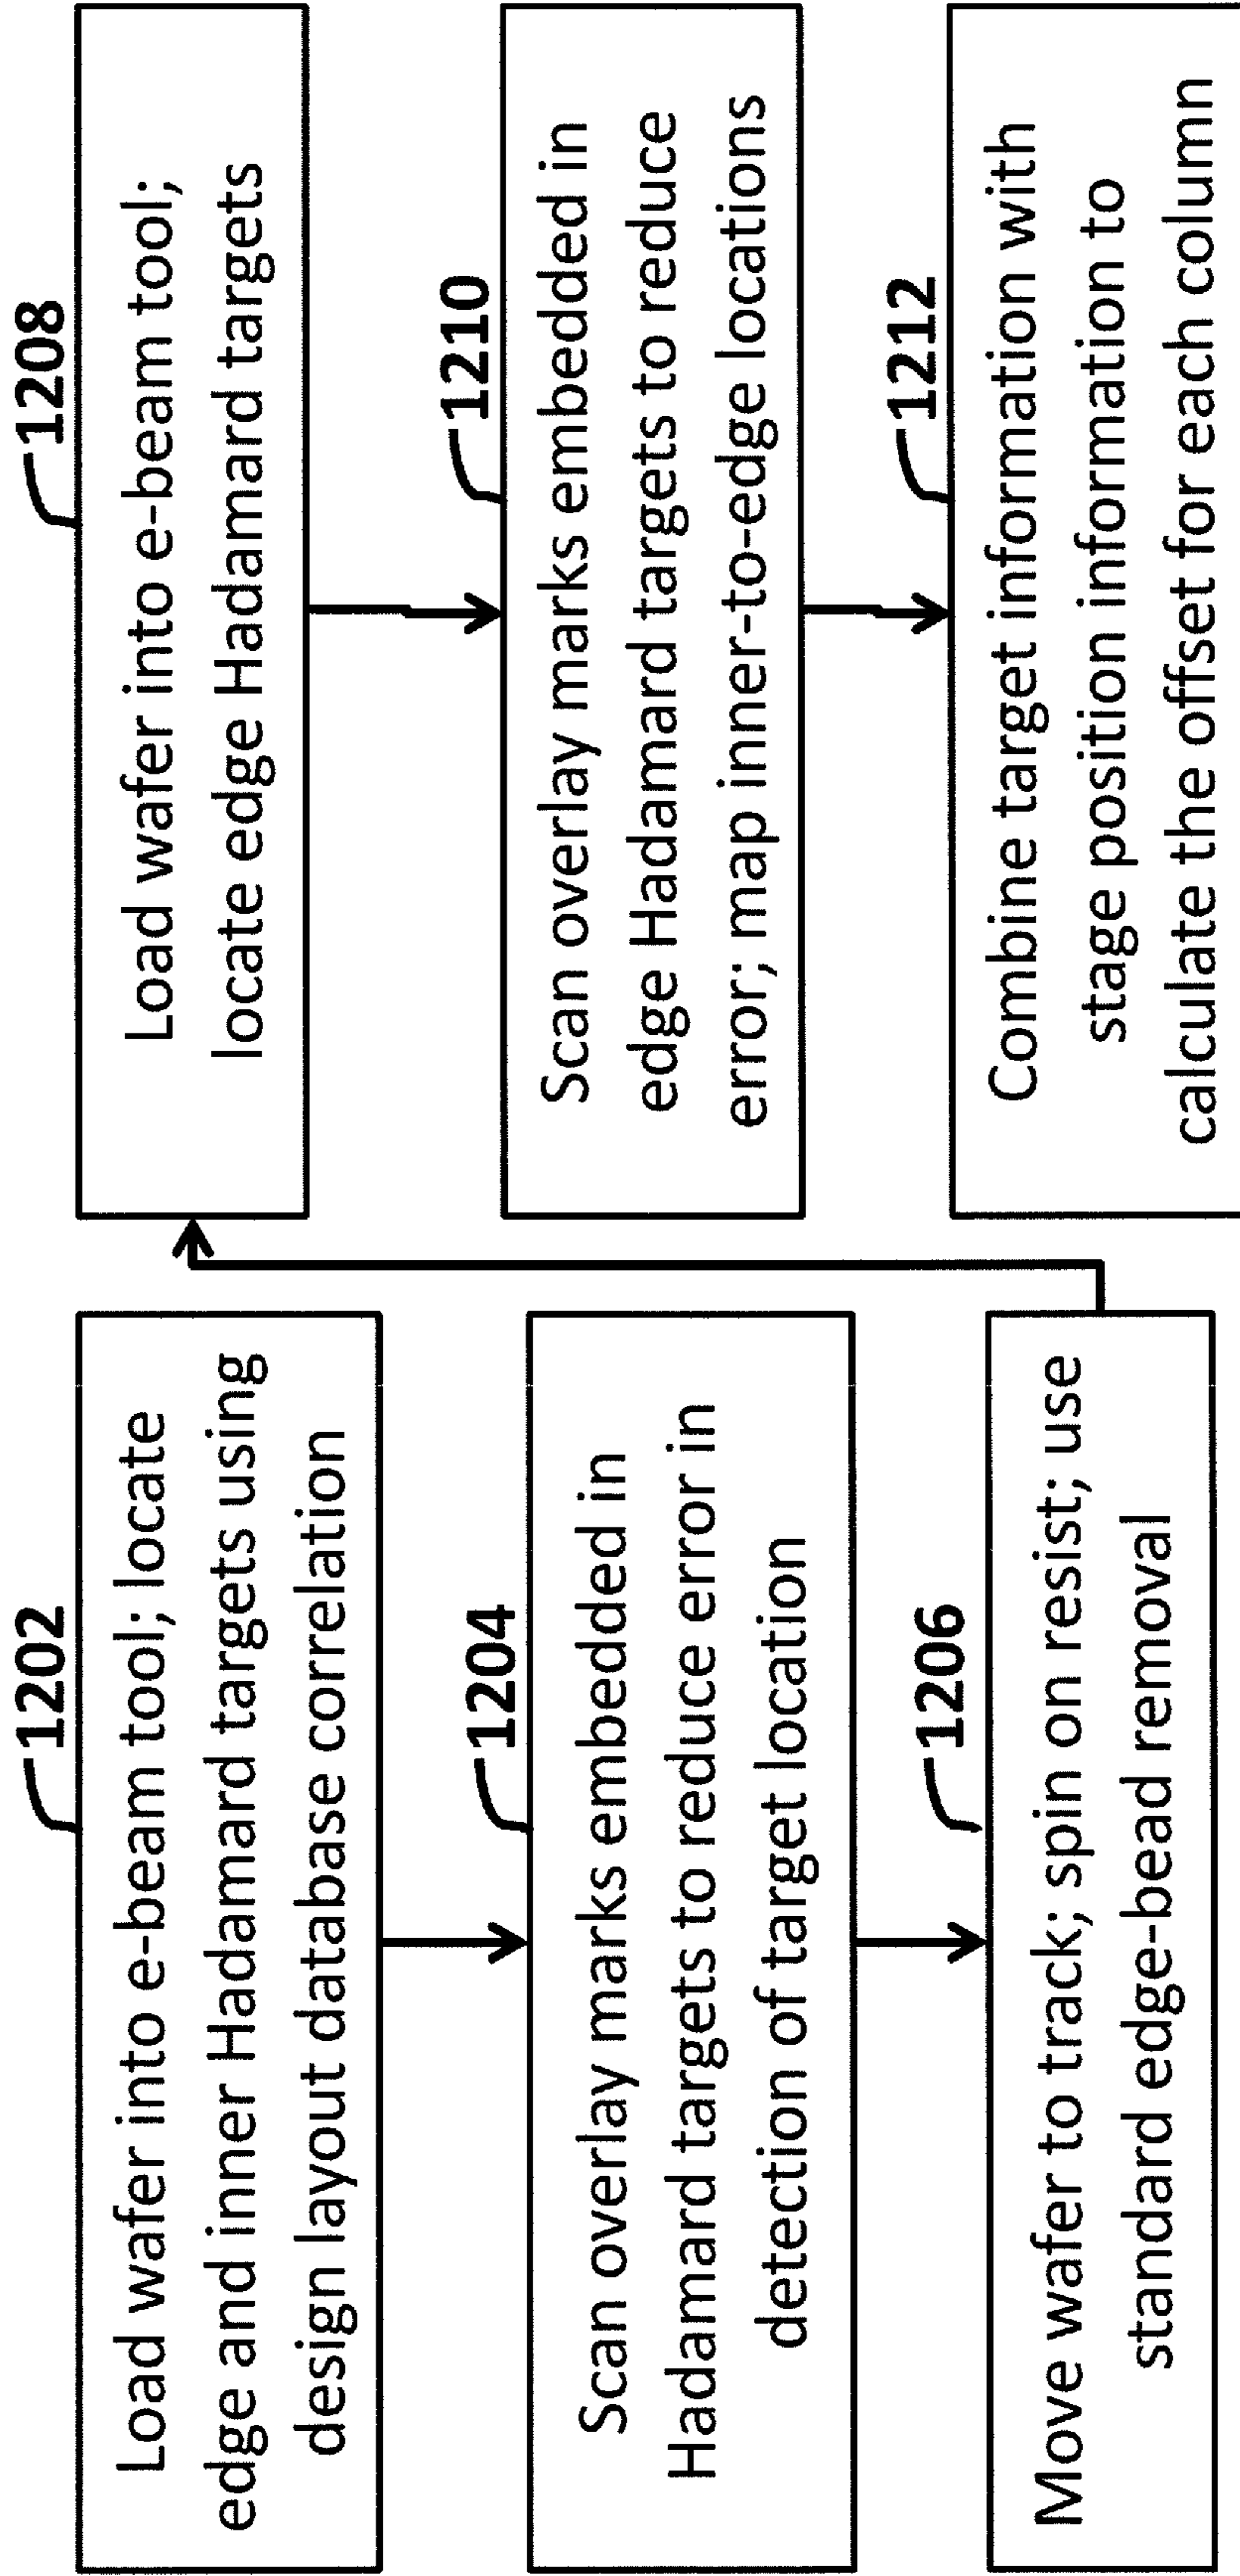 1202
Load wafer into e-beam tool; locate
edge and inner Hadamard targets using
design layout database correlation
1204
Scan overlay marks embedded in
Hadamard targets to reduce error in
detection of target location
1206
Move wafer to track; spin on resist; use
standard edge-bead removal
1208
Load wafer into e-beam tool;
locate edge Hadamard targets
1210
Scan overlay marks embedded in
edge Hadamard targets to reduce
error; map inner-to-edge locations
1212
Combine target information with
stage position information to
calculate the offset for each column